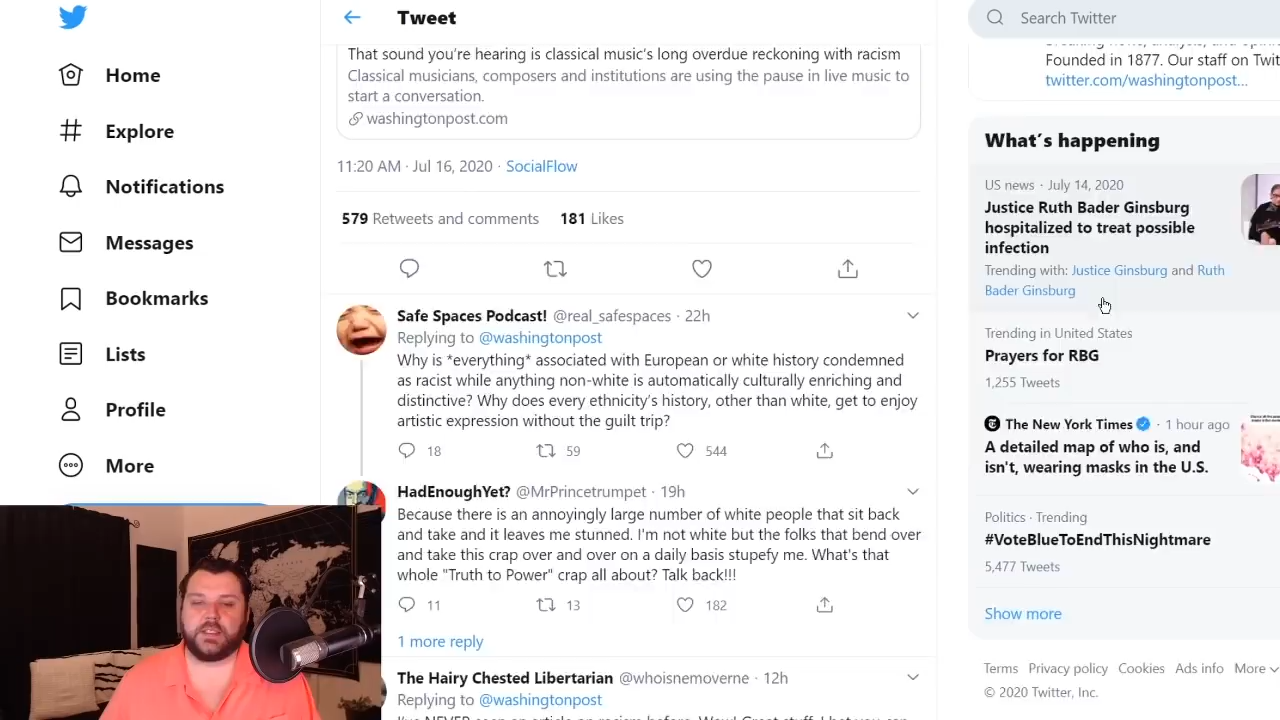 Home
Explore
Notifications
Messages
Bookmarks
Lists
Profile
More
Tweet
That sound you're hearing is classical music's long overdue reckoning with racism
Classical musicians, composers and institutions are using the pause in live music to
start a conversation.
washingtonpost.com
11:20 AM · Jul 16, 2020 · SocialFlow
579 Retweets and comments 181 Likes
Safe Spaces Podcast! @real_safespaces · 22h
Replying to @washingtonpost
Why is *everything* associated with European or white history condemned
as racist while anything non-white is automatically culturally enriching and
distinctive? Why does every ethnicity's history, other than white, get to enjoy
artistic expression without the guilt trip?
18 59 544
HadEnoughYet? @MrPrincetrumpet · 19h
Because there is an annoyingly large number of white people that sit back
and take and it leaves me stunned. I'm not white but the folks that bend over
and take this crap over and over on a daily basis stupefy me. What's that
whole "Truth to Power" crap all about? Talk back!!!
11 13 182
1 more reply
The Hairy Chested Libertarian @whoisnemoverne · 12h
Replying to @washingtonpost
Search Twitter
Founded in 1877. Our staff on Twit
twitter.com/washingtonpost...
What's happening
US news · July 14, 2020
Justice Ruth Bader Ginsburg
hospitalized to treat possible
infection
Trending with: Justice Ginsburg and Ruth
Bader Ginsburg
Trending in United States
Prayers for RBG
1,255 Tweets
The New York Times · 1 hour ago
A detailed map of who is, and
isn't, wearing masks in the U.S.
Politics · Trending
#VoteBlueToEndThisNightmare
5,477 Tweets
Show more
Terms Privacy policy Cookies Ads info More
© 2020 Twitter, Inc.